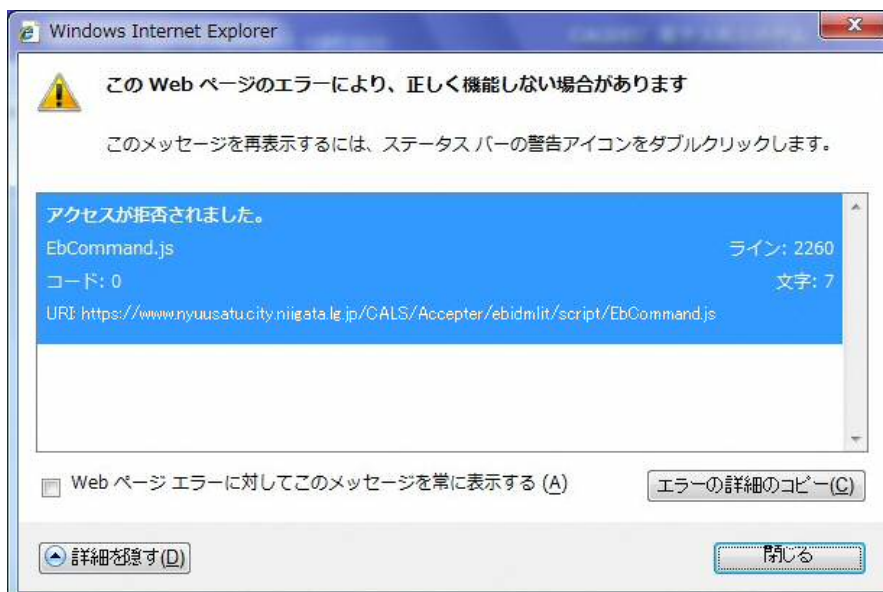 Windows Internet Explorer
この Web ページのエラーにより、正しく機能しない場合があります
このメッセージを再表示するには、ステータス バーの警告アイコンをダブルクリックします。
アクセスが拒否されました。
EbCommand.js ライン: 2260
コード: 0 文字: 7
URI: https://www.nyuusatu.city.niigata.lg.jp/CALS/Accepter/ebidmlit/script/EbCommand.js
Web ページ エラーに対してこのメッセージを常に表示する (A)
エラーの詳細のコピー(C)
詳細を隠す(D)
閉じる